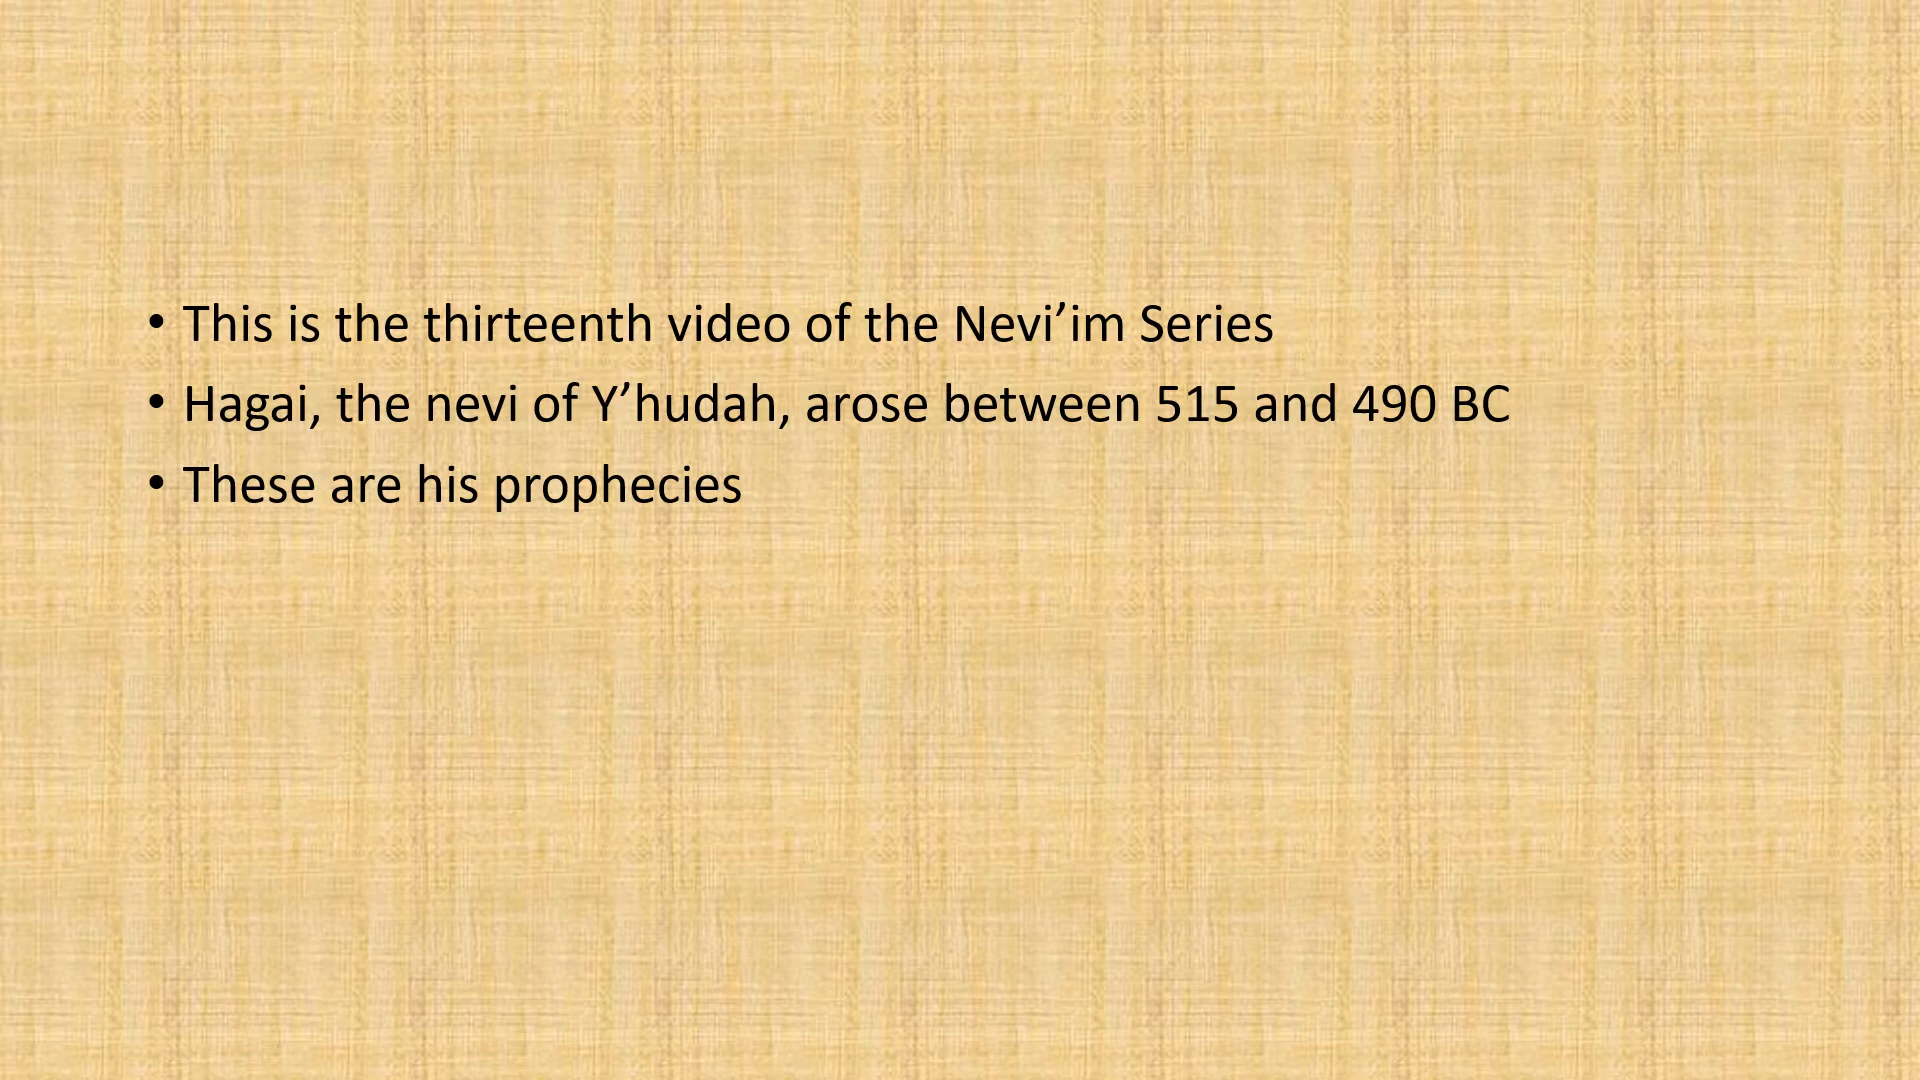 • This is the thirteenth video of the Nevi’im Series
• Hagai, the nevi of Y’hudah, arose between 515 and 490 BC
• These are his prophecies